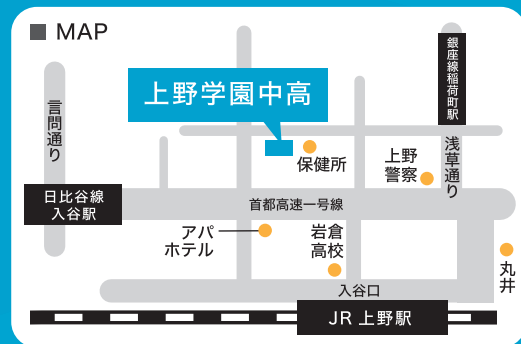 MAP
上野学園中高
銀座線稲荷町駅
言問通り
保健所
上野
警察
浅草通り
日比谷線
入谷駅
首都高速一号線
アパ
ホテル
岩倉
高校
丸井
入谷口
JR 上野駅